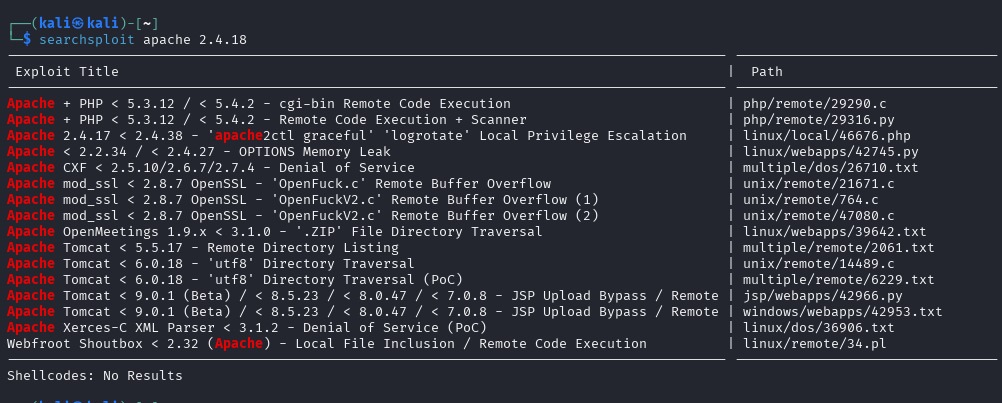 ┌──(kali㉿kali)-[~]
└─$ searchsploit apache 2.4.18
Exploit Title | Path
Apache + PHP < 5.3.12 / < 5.4.2 - cgi-bin Remote Code Execution | php/remote/29290.c
Apache + PHP < 5.3.12 / < 5.4.2 - Remote Code Execution + Scanner | php/remote/29316.py
Apache 2.4.17 < 2.4.38 - 'apache2ctl graceful' 'logrotate' Local Privilege Escalation | linux/local/46676.php
Apache < 2.2.34 / < 2.4.27 - OPTIONS Memory Leak | linux/webapps/42745.py
Apache CXF < 2.5.10/2.6.7/2.7.4 - Denial of Service | multiple/dos/26710.txt
Apache mod_ssl < 2.8.7 OpenSSL - 'OpenFuck.c' Remote Buffer Overflow | unix/remote/21671.c
Apache mod_ssl < 2.8.7 OpenSSL - 'OpenFuckV2.c' Remote Buffer Overflow (1) | unix/remote/764.c
Apache mod_ssl < 2.8.7 OpenSSL - 'OpenFuckV2.c' Remote Buffer Overflow (2) | unix/remote/47080.c
Apache OpenMeetings 1.9.x < 3.1.0 - '.ZIP' File Directory Traversal | linux/webapps/39642.txt
Apache Tomcat < 5.5.17 - Remote Directory Listing | multiple/remote/2061.txt
Apache Tomcat < 6.0.18 - 'utf8' Directory Traversal | unix/remote/14489.c
Apache Tomcat < 6.0.18 - 'utf8' Directory Traversal (PoC) | multiple/remote/6229.txt
Apache Tomcat < 9.0.1 (Beta) / < 8.5.23 / < 8.0.47 / < 7.0.8 - JSP Upload Bypass / Remote | jsp/webapps/42966.py
Apache Tomcat < 9.0.1 (Beta) / < 8.5.23 / < 8.0.47 / < 7.0.8 - JSP Upload Bypass / Remote | windows/webapps/42953.txt
Apache Xerces-C XML Parser < 3.1.2 - Denial of Service (PoC) | linux/dos/36906.txt
Webfroot Shoutbox < 2.32 (Apache) - Local File Inclusion / Remote Code Execution | linux/remote/34.pl
Shellcodes: No Results